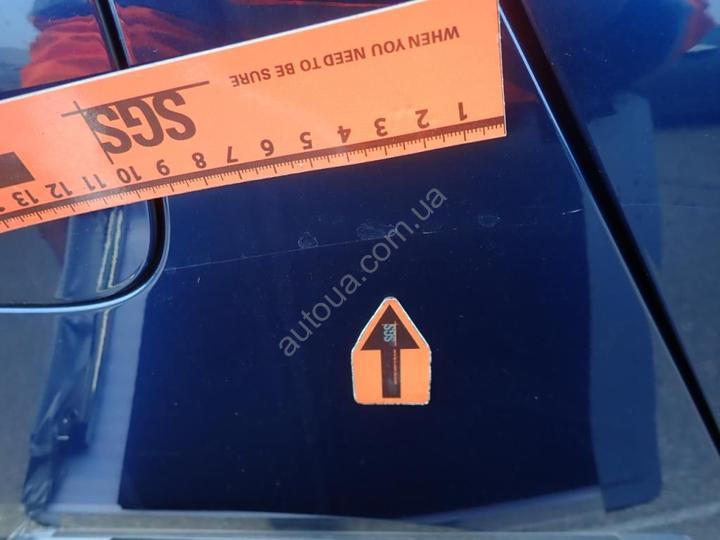 WHEN YOU NEED TO BE SURE
SGS
1 2 3 4 5 6 7 8 9 10 11 12 13
autoua.com.ua
SGS